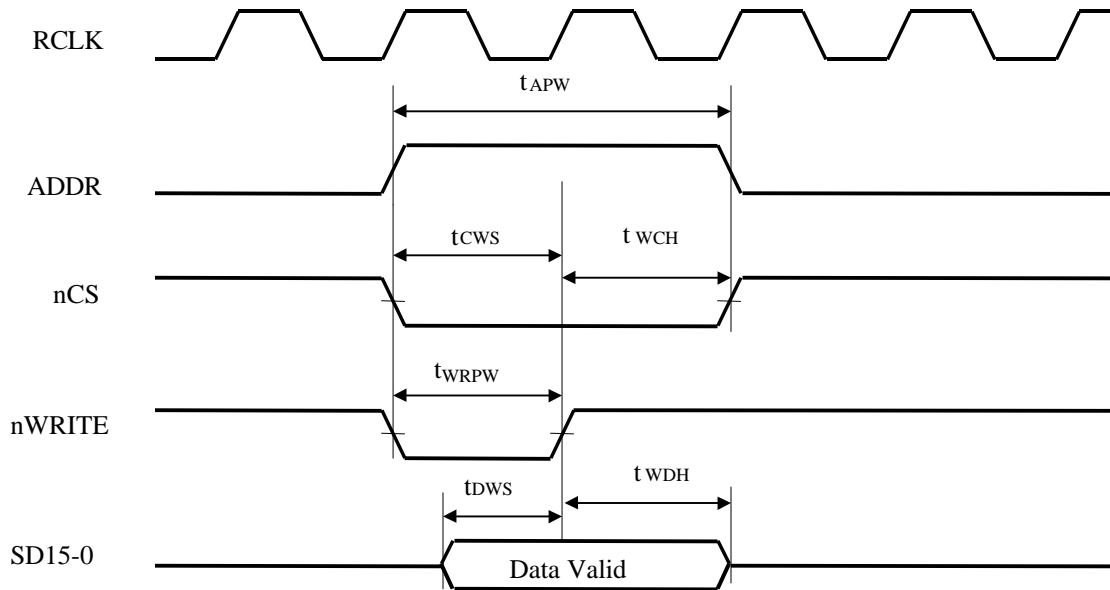 RCLK
tAPW
ADDR
tCWS
tWCH
nCS
tWRPW
nWRITE
tDWS
tWDH
SD15-0
Data Valid